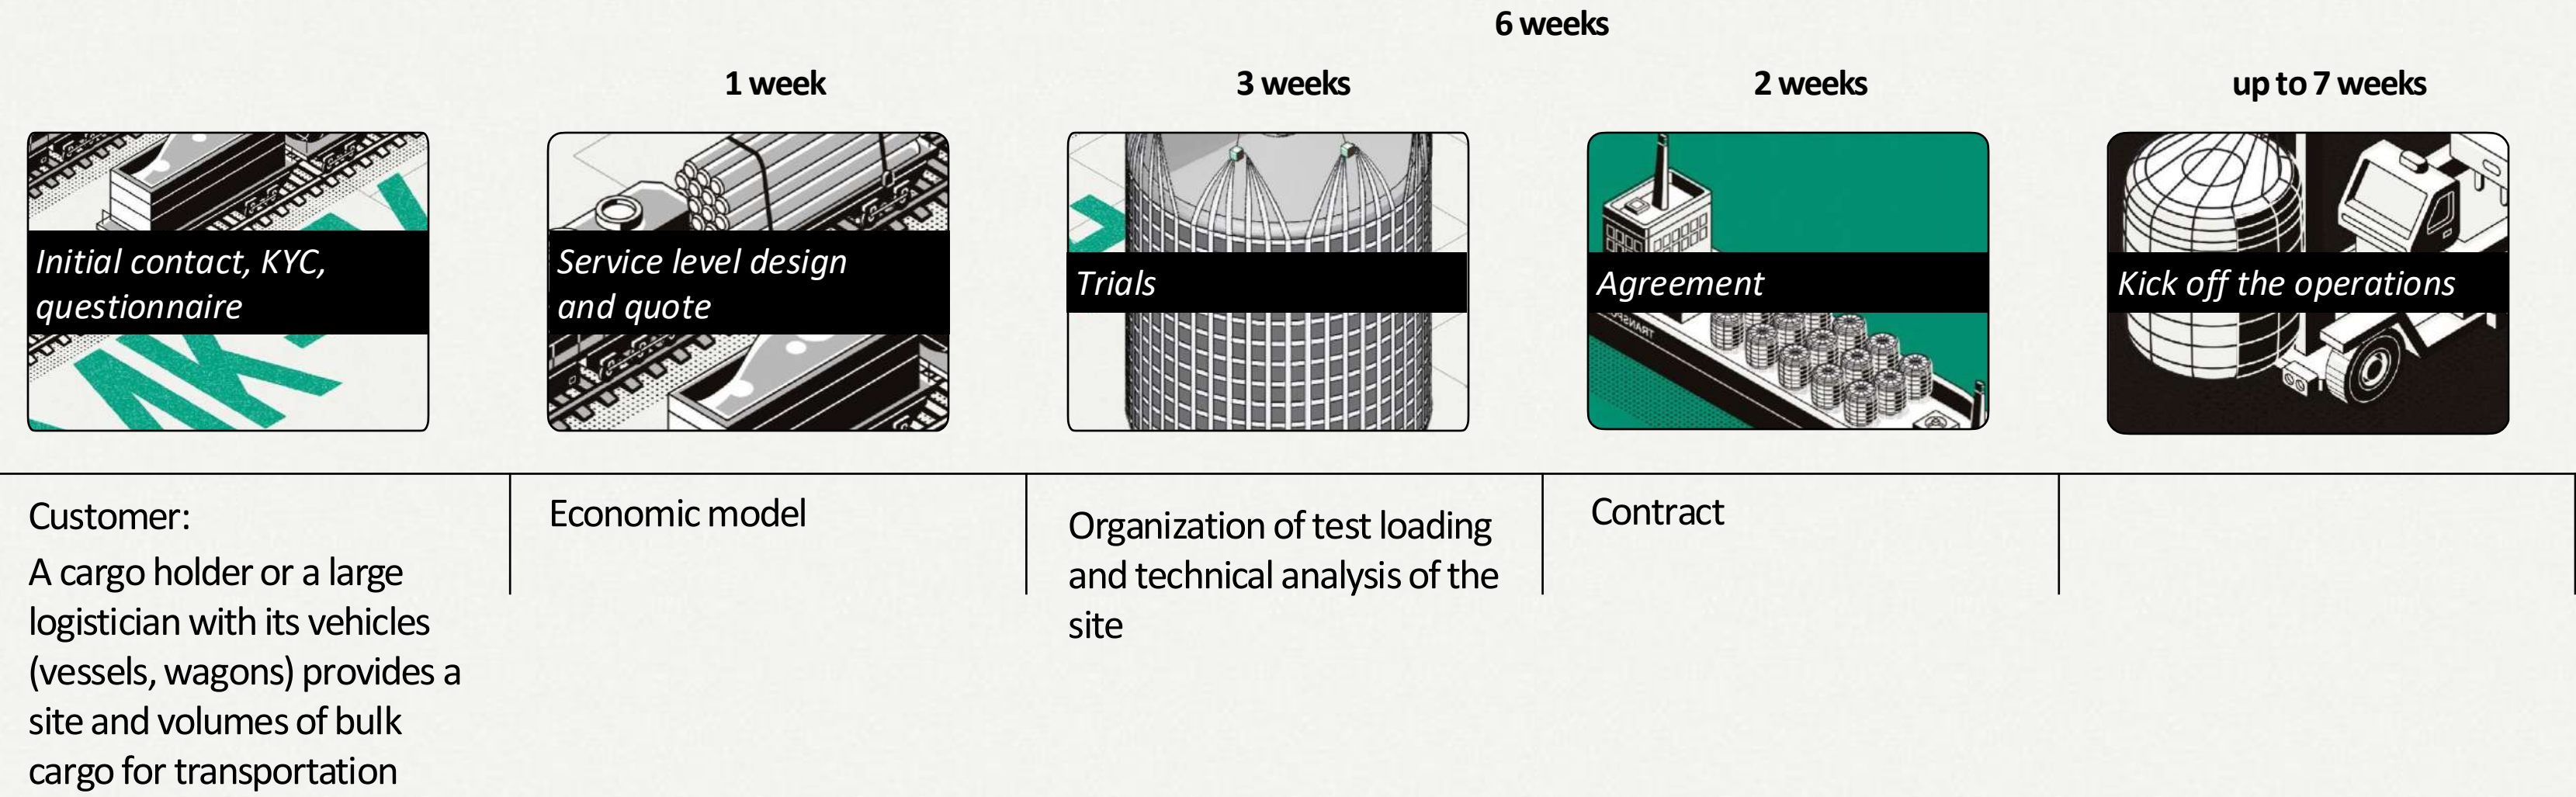 6 weeks
1 week
3 weeks
2 weeks
up to 7 weeks
Initial contact, KYC,
questionnaire
Service level design
and quote
Trials
Agreement
Kick off the operations
Customer:
A cargo holder or a large
logistician with its vehicles
(vessels, wagons) provides a
site and volumes of bulk
cargo for transportation
Economic model
Organization of test loading
and technical analysis of the
site
Contract